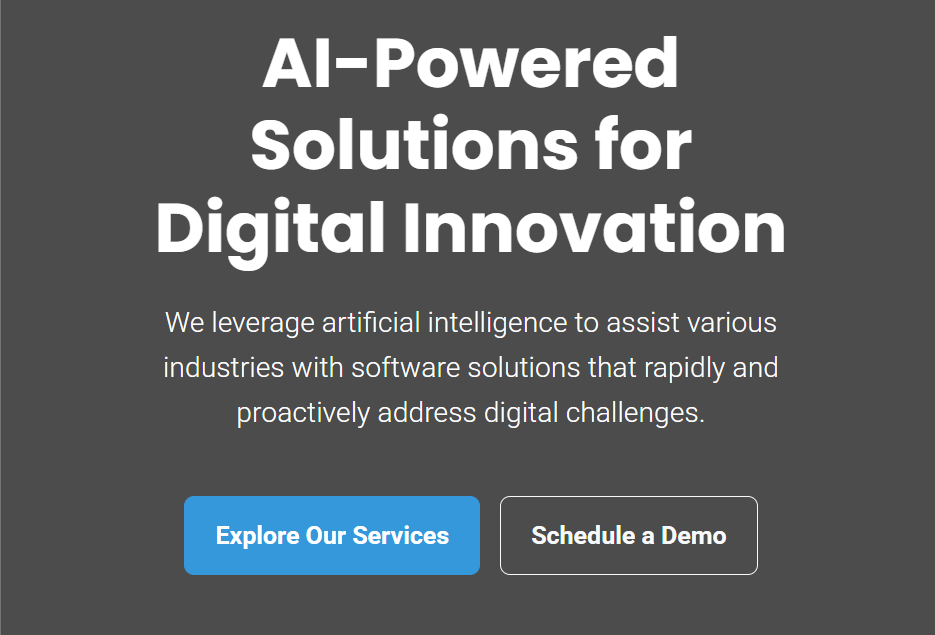 AI-Powered
Solutions for
Digital Innovation
We leverage artificial intelligence to assist various
industries with software solutions that rapidly and
proactively address digital challenges.
Explore Our Services
Schedule a Demo